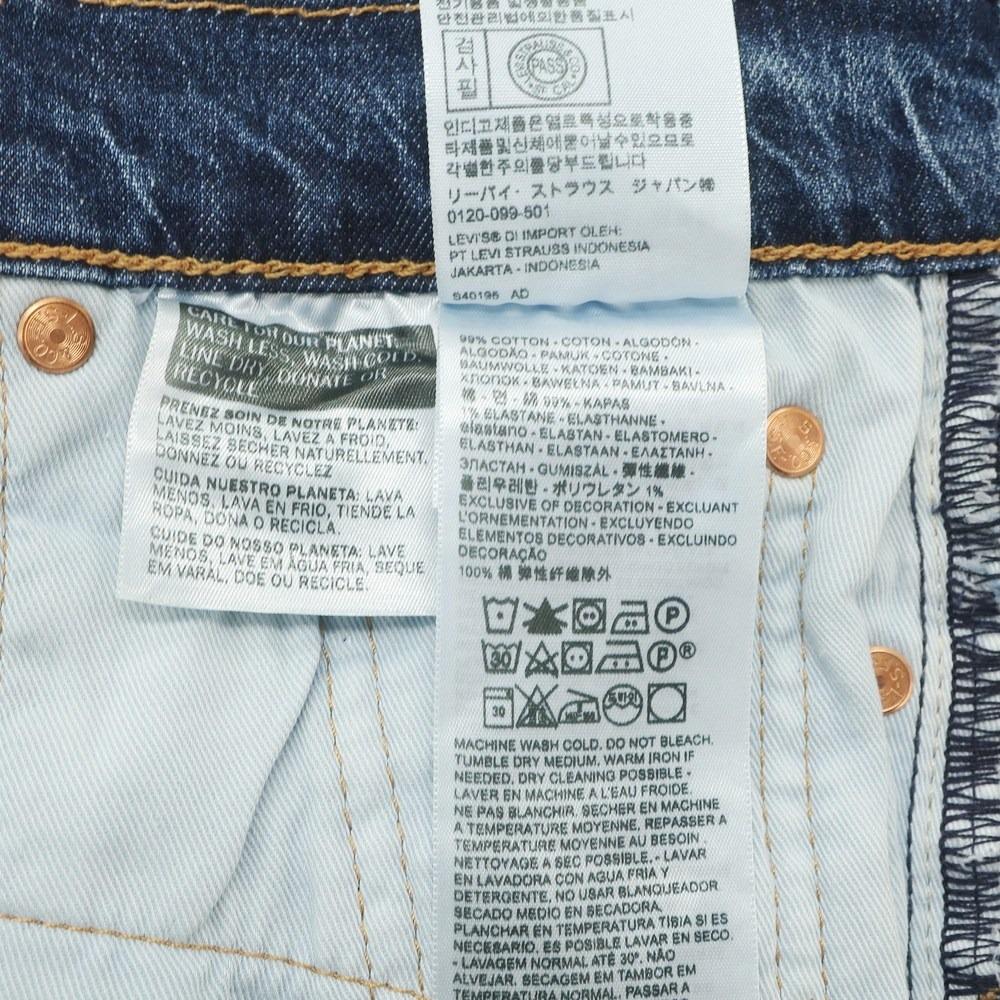 안전관리법에의한품질표시
검사필
LEVI STRAUSS & CO
PASS
SF CAL
인디고제품은염료특성으로착용중
타제품및신체에묻어날수있으므로
각별한주의를당부드립니다
リーバイ・ストラウス ジャパン㈱
0120-099-501
LEVI'S® DI IMPORT OLEH:
PT LEVI STRAUSS INDONESIA
JAKARTA - INDONESIA
S40195 AD
CARE FOR OUR PLANET
WASH LESS, WASH COLD,
LINE DRY, DONATE OR
RECYCLE
PRENEZ SOIN DE NOTRE PLANETE:
LAVEZ MOINS, LAVEZ A FROID,
LAISSEZ SÉCHER NATURELLEMENT,
DONNEZ OU RECYCLEZ
CUIDA NUESTRO PLANETA: LAVA
MENOS, LAVA EN FRIO, TIENDE LA
ROPA, DONA O RECICLA.
CUIDE DO NOSSO PLANETA: LAVE
MENOS, LAVE EM ÁGUA FRIA, SEQUE
EM VARAL, DOE OU RECICLE.
99% COTTON - COTON - ALGODÓN -
ALGODÃO - PAMUK - COTONE -
BAUMWOLLE - KATOEN - BAMBAKI -
ХЛОПОК - BAWEŁNA - PAMUT - BAVLNA -
棉 - 면 - 綿 99% - KAPAS
1% ELASTANE - ELASTHANNE -
elastano - ELASTAN - ELASTOMERO -
ELASTHAN - ELASTAAN - ΕΛΑΣΤΑΝΗ -
ЭЛАСТАН - GUMISZÁL - 弹性纖維 -
폴리우레탄 - ポリウレタン 1%
EXCLUSIVE OF DECORATION - EXCLUANT
L'ORNEMENTATION - EXCLUYENDO
ELEMENTOS DECORATIVOS - EXCLUINDO
DECORAÇÃO
100% 棉 弹性纤维除外
P
30 P®
30 드라이
MACHINE WASH COLD. DO NOT BLEACH.
TUMBLE DRY MEDIUM. WARM IRON IF
NEEDED. DRY CLEANING POSSIBLE -
LAVER EN MACHINE A L'EAU FROIDE.
NE PAS BLANCHIR. SECHER EN MACHINE
A TEMPERATURE MOYENNE. REPASSER A
TEMPERATURE MOYENNE AU BESOIN.
NETTOYAGE A SEC POSSIBLE. - LAVAR
EN LAVADORA CON AGUA FRIA Y
DETERGENTE, NO USAR BLANQUEADOR
SECADO MEDIO EN SECADORA,
PLANCHAR EN TEMPERATURA TIBIA SI ES
NECESARIO. ES POSIBLE LAVAR EN SECO.
- LAVAGEM NORMAL ATÉ 30°. NÃO
ALVEJAR. SECAGEM EM TAMBOR EM
TEMPERATURA NORMAL. PASSAR A